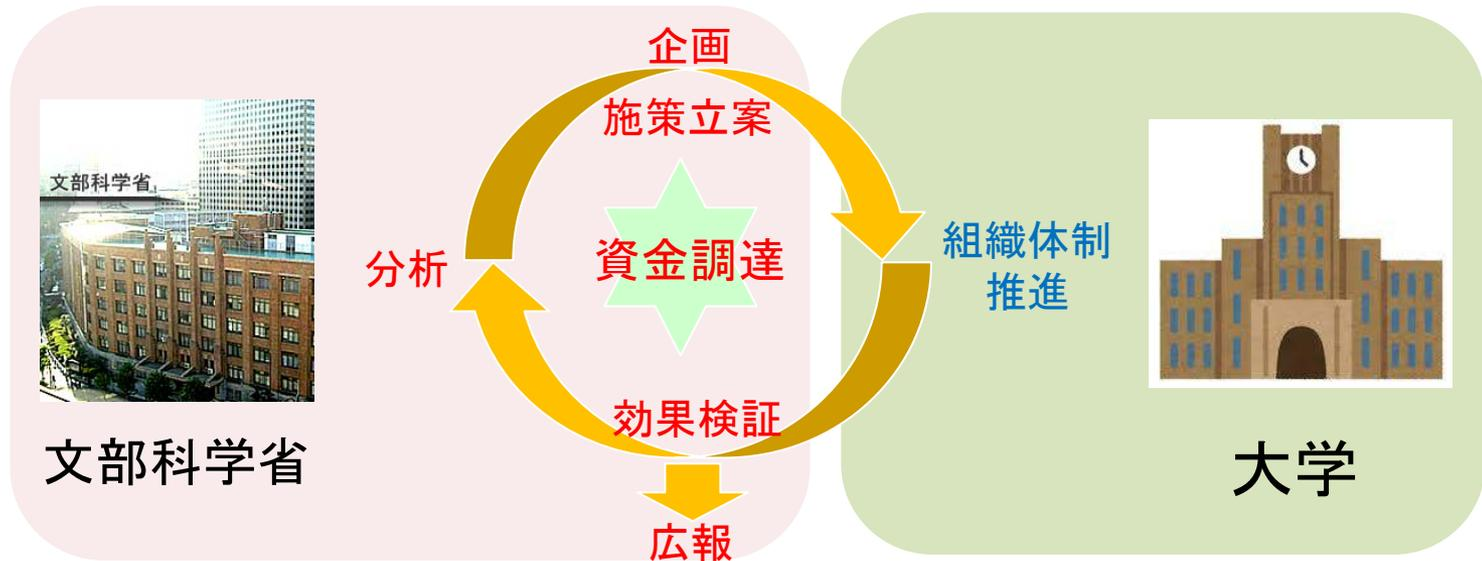 企画
施策立案
文部科学省
分析
資金調達
組織体制
推進
効果検証
文部科学省
大学
広報